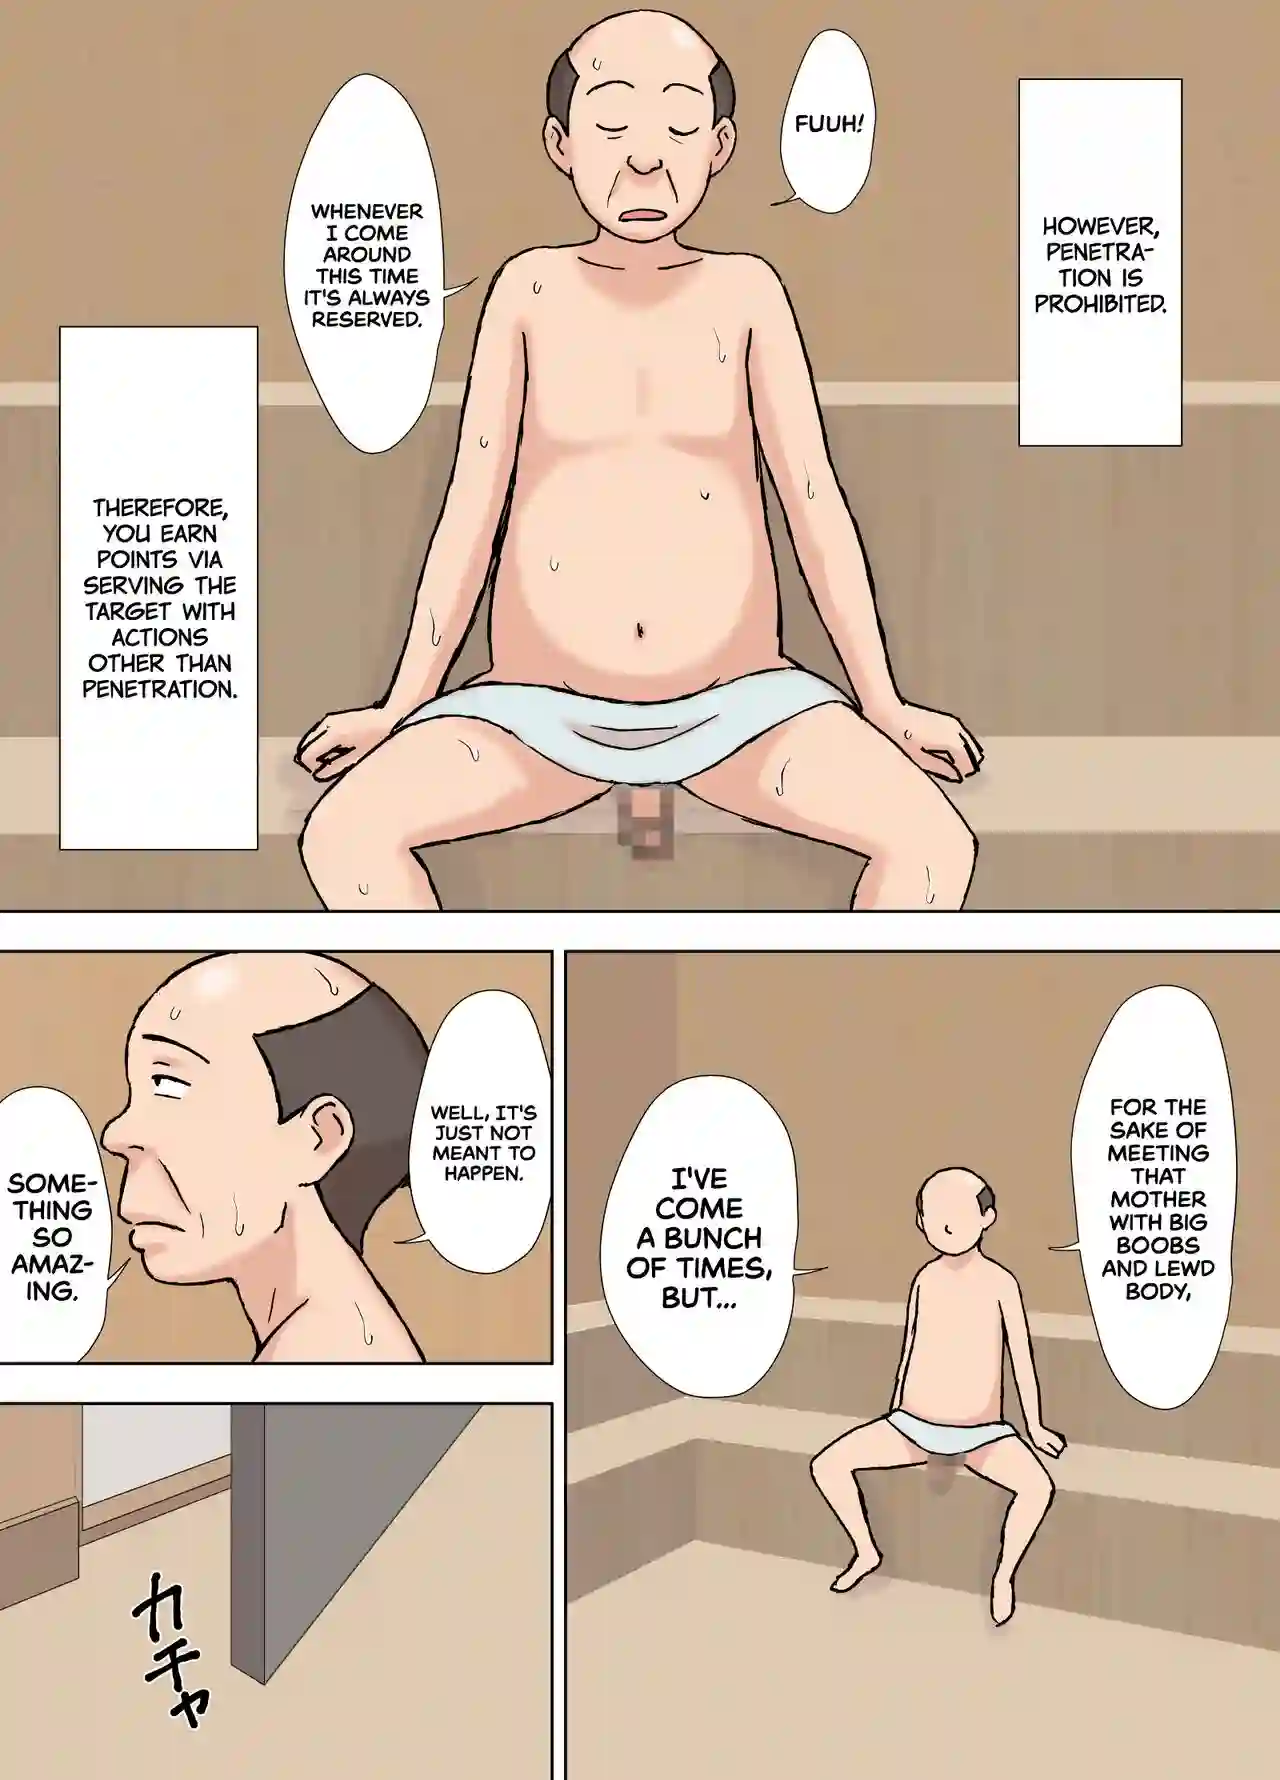 HOWEVER,
PENETRA-
TION IS
PROHIBITED.
FUUH!
WHENEVER
I COME
AROUND
THIS TIME
IT'S ALWAYS
RESERVED.
THEREFORE,
YOU EARN
POINTS VIA
SERVING THE
TARGET WITH
ACTIONS
OTHER THAN
PENETRATION.
FOR THE
SAKE OF
MEETING
THAT
MOTHER
WITH BIG
BOOBS
AND LEWD
BODY,
I'VE
COME
A BUNCH
OF TIMES,
BUT...
WELL, IT'S
JUST NOT
MEANT TO
HAPPEN.
SOME-
THING
SO
AMAZ-
ING.
カチャ